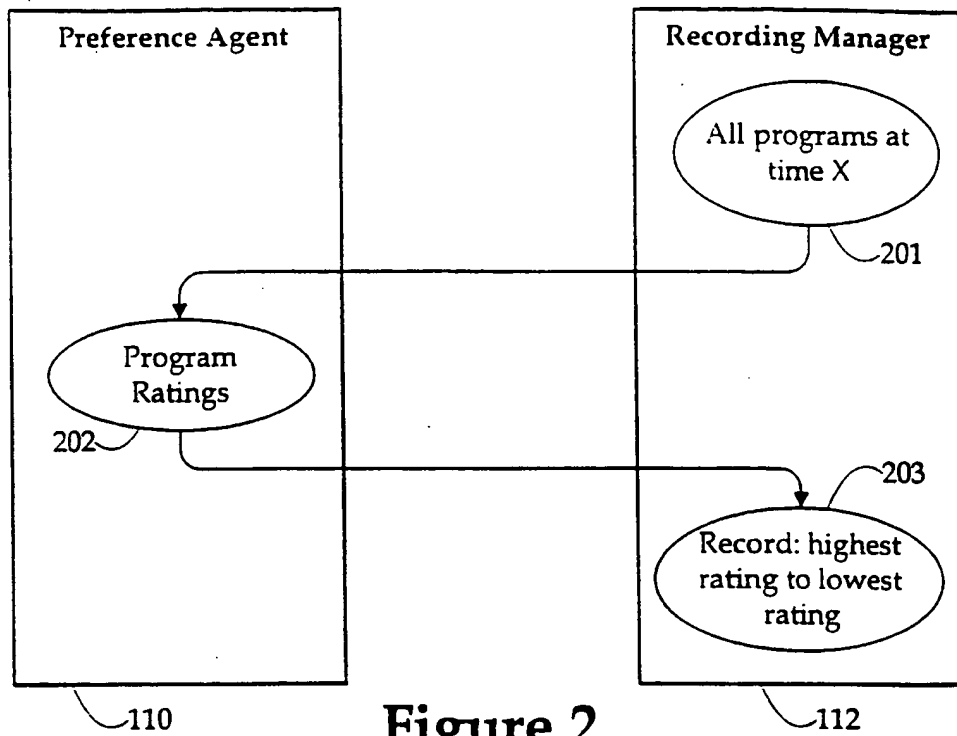 Preference Agent
Recording Manager
All programs at
time X
201
Program
Ratings
202
203
Record: highest
rating to lowest
rating
110
Figure 2
112